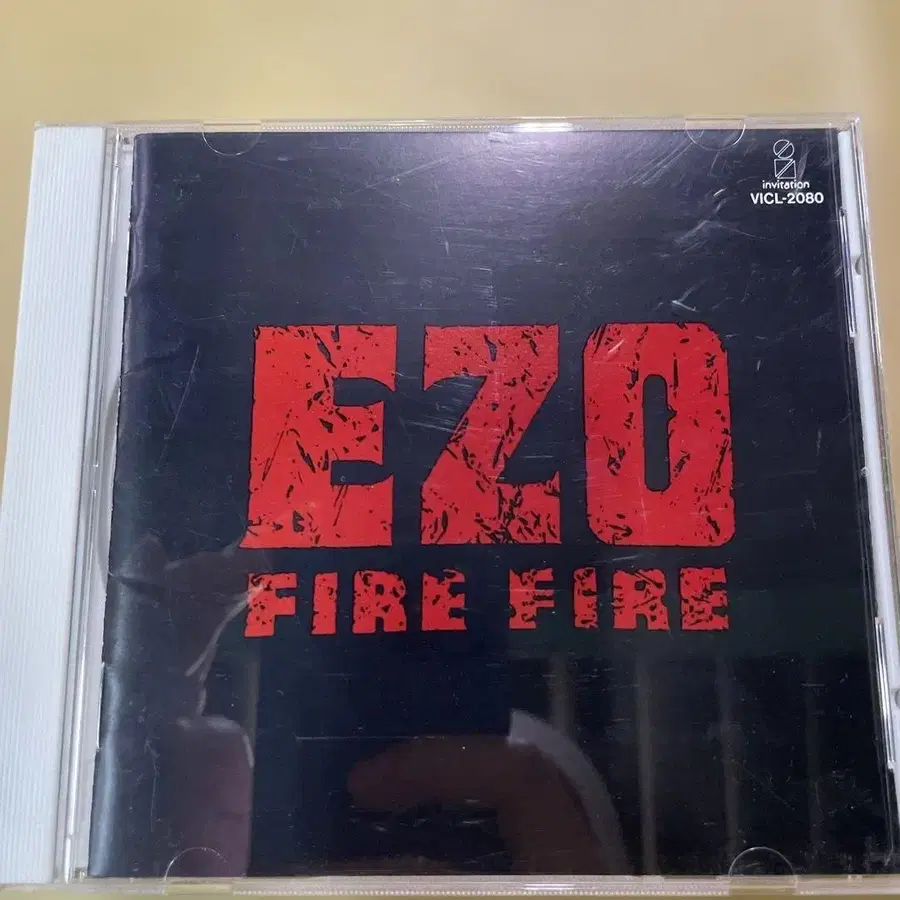 invitation
VICL-2080
EZO
FIRE FIRE